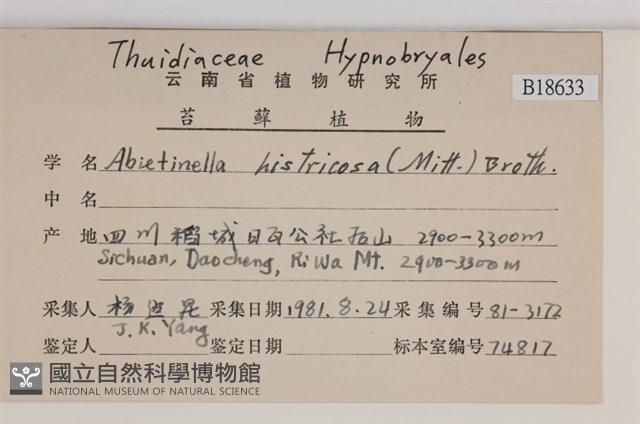 Thuidiaceae Hypnobryales
云南省植物研究所
B18633
苔藓植物
学名 Abietinella histricosa (Mitt.) Broth.
中名
产地 四川稻城日瓦公社后山 2900-3300m
Sichuan, Daocheng, Ri Wa Mt. 2900-3300m
采集人 杨 昆 采集日期 1981.8.24 采集编号 81-3172
J.K.Yang
鉴定人 鉴定日期 标本室编号 74817
國立自然科學博物館
NATIONAL MUSEUM OF NATURAL SCIENCE